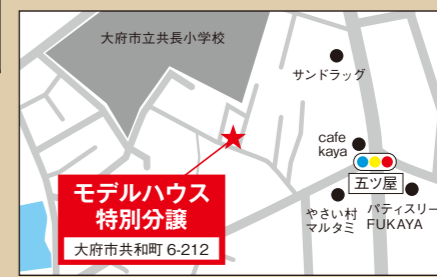 大府市立共長小学校
サンドラッグ
cafe
kaya
五ツ屋
やさい村
マルタミ
パティスリー
FUKAYA
モデルハウス
特別分譲
大府市共和町 6-212